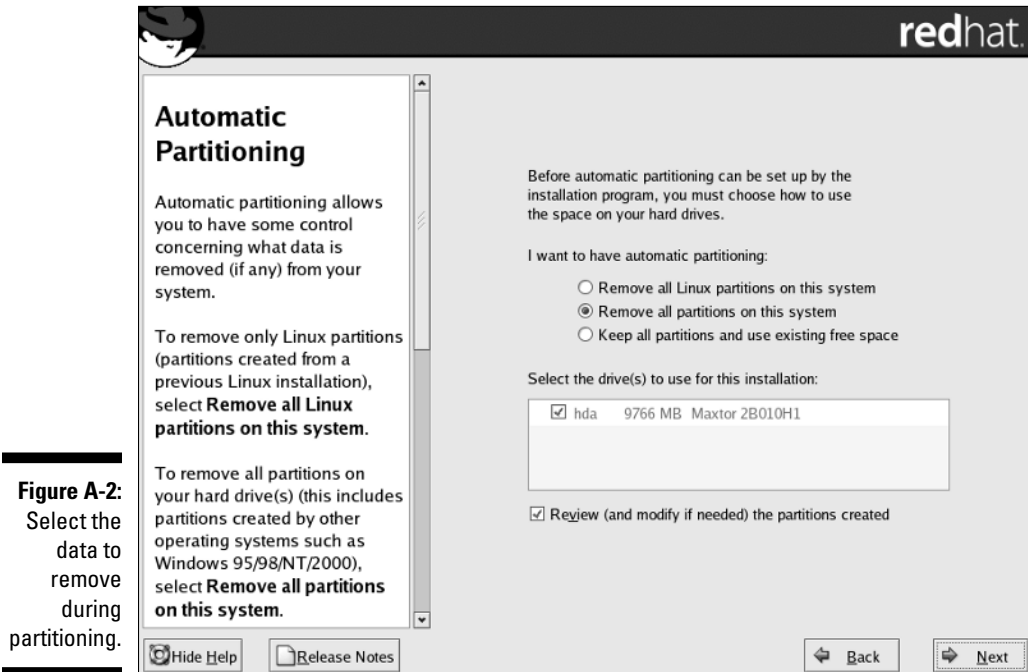 redhat.
Automatic
Partitioning
Automatic partitioning allows
you to have some control
concerning what data is
removed (if any) from your
system.
To remove only Linux partitions
(partitions created from a
previous Linux installation),
select Remove all Linux
partitions on this system.
To remove all partitions on
your hard drive(s) (this includes
partitions created by other
operating systems such as
Windows 95/98/NT/2000),
select Remove all partitions
on this system.
Before automatic partitioning can be set up by the
installation program, you must choose how to use
the space on your hard drives.
I want to have automatic partitioning:
Remove all Linux partitions on this system
Remove all partitions on this system
Keep all partitions and use existing free space
Select the drive(s) to use for this installation:
hda 9766 MB Maxtor 2B010H1
Review (and modify if needed) the partitions created
Hide Help
Release Notes
Back
Next
Figure A-2:
Select the
data to
remove
during
partitioning.